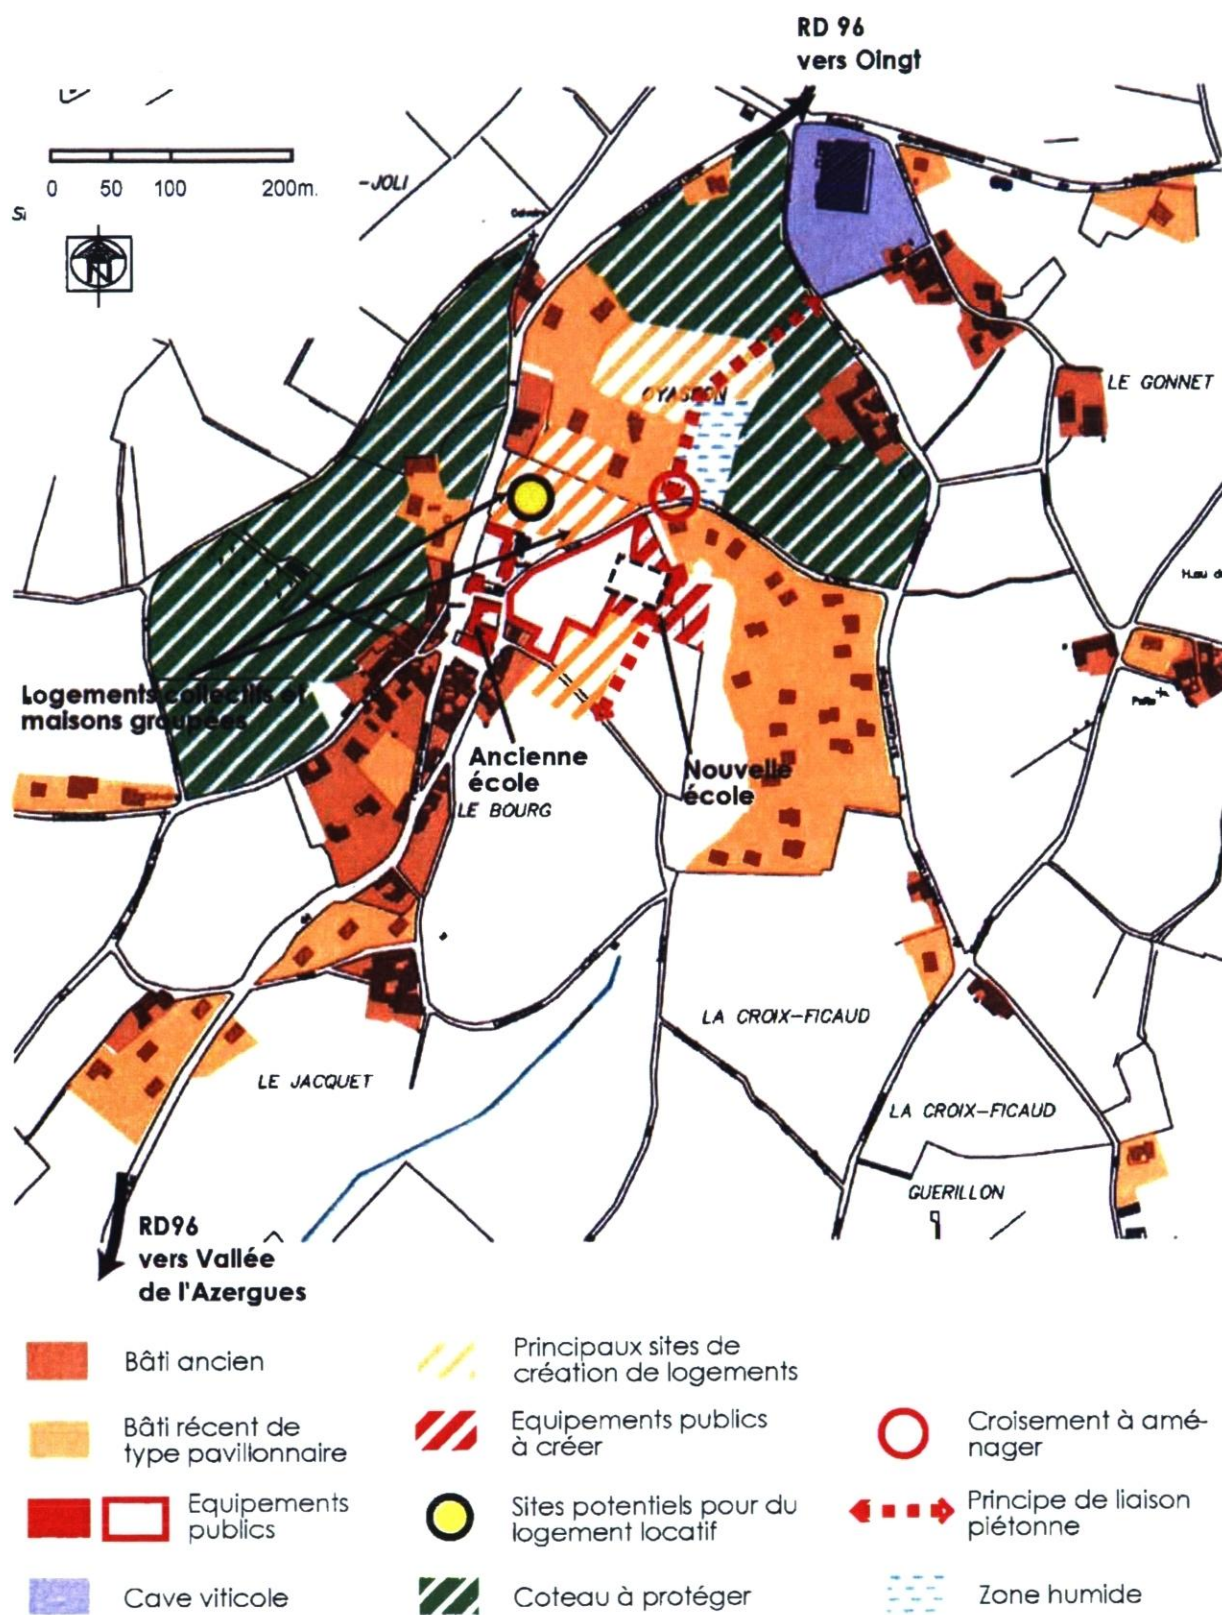 RD 96
vers Oingt
0 50 100 200m.
-JOLI
Calvaire
LE GONNET
Logements collectifs et
maisons groupées
Ancienne
école
Nouvelle
école
LE BOURG
LA CROIX-FICAUD
LE JACQUET
LA CROIX-FICAUD
GUERILLON
RD96
vers Vallée
de l'Azergues
Bâti ancien
Bâti récent de
type pavillonnaire
Equipements
publics
Cave viticole
Principaux sites de
création de logements
Equipements publics
à créer
Sites potentiels pour du
logement locatif
Coteau à protéger
Croisement à amé-
nager
Principe de liaison
piétonne
Zone humide